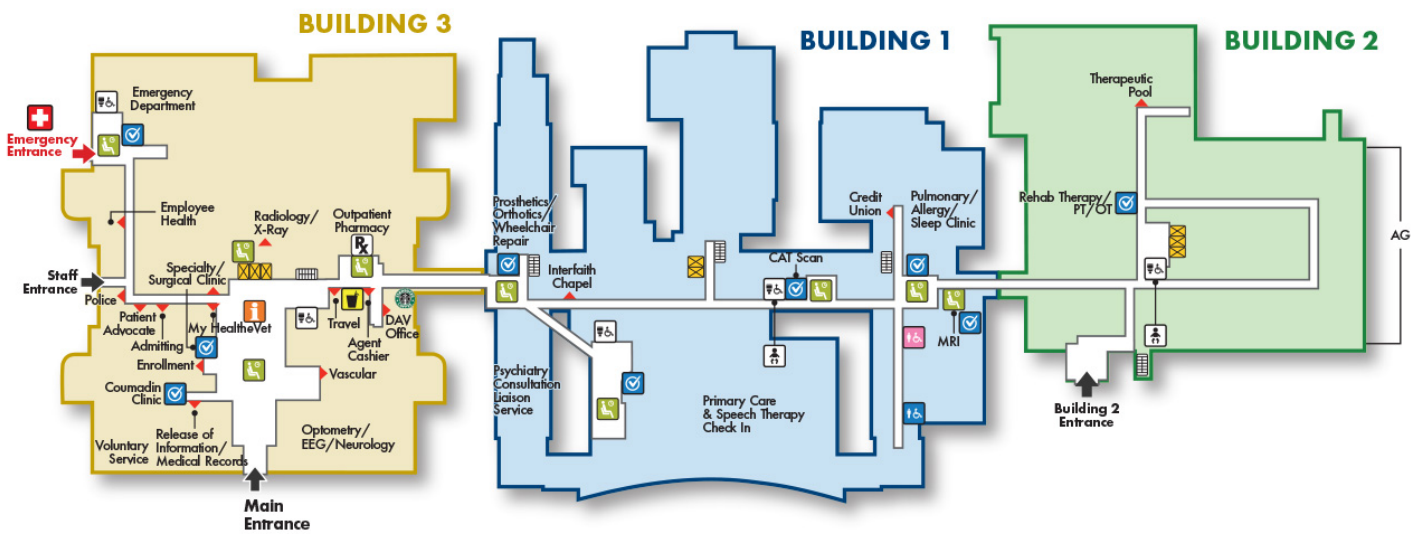 BUILDING 3
BUILDING 1
BUILDING 2
Emergency
Department
Emergency
Entrance
Employee
Health
Radiology/
X-Ray
Outpatient
Pharmacy
Rx
Staff
Entrance
Specialty/
Surgical Clinic
Police
Patient
Advocate
My HealtheVet
Admitting
Enrollment
Coumadin
Clinic
Travel
Agent
Cashier
DAV
Office
Vascular
Voluntary
Service
Release of
Information/
Medical Records
Optometry/
EEG/Neurology
Main
Entrance
Prosthetics/
Orthotics/
Wheelchair
Repair
Interfaith
Chapel
CAT Scan
Credit
Union
Pulmonary/
Allergy/
Sleep Clinic
MRI
Psychiatry
Consultation
Liaison
Service
Primary Care
& Speech Therapy
Check In
Therapeutic
Pool
Rehab Therapy/
PT/OT
AG
Building 2
Entrance